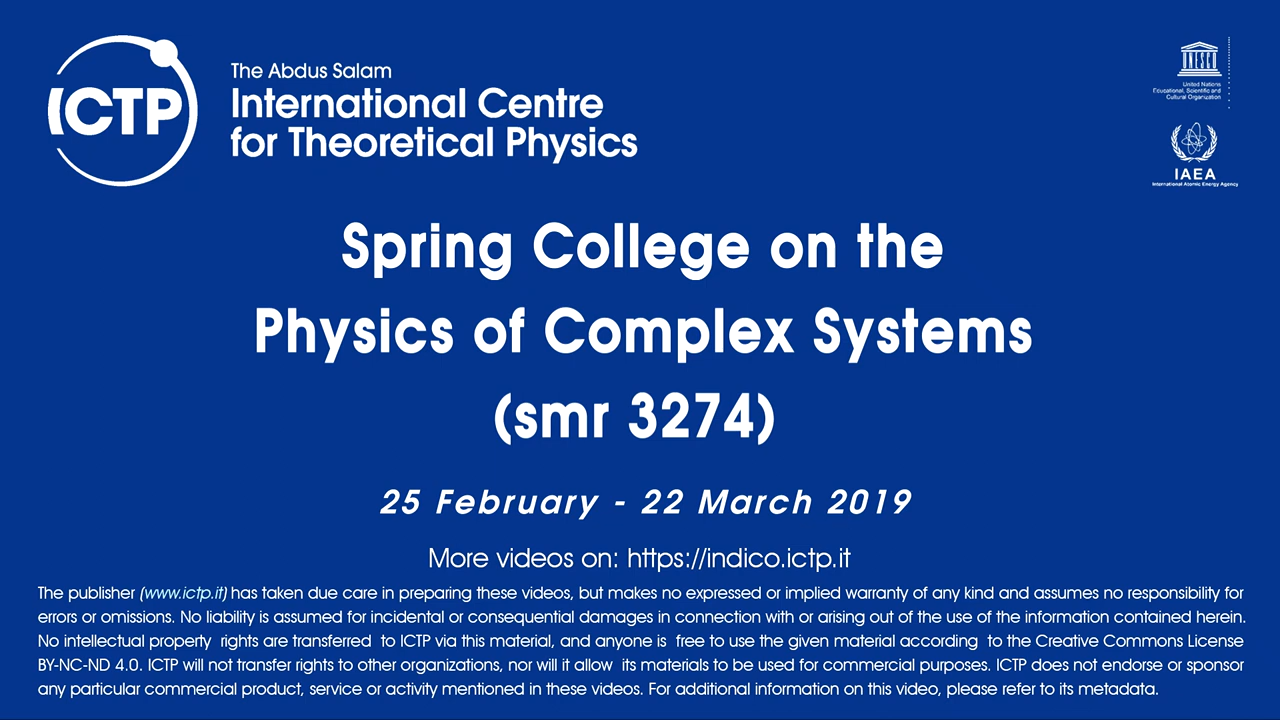 ICTP
The Abdus Salam
International Centre
for Theoretical Physics
UNESCO
United Nations
Educational, Scientific and
Cultural Organization
IAEA
International Atomic Energy Agency
Spring College on the
Physics of Complex Systems
(smr 3274)
25 February - 22 March 2019
More videos on: https://indico.ictp.it
The publisher (www.ictp.it) has taken due care in preparing these videos, but makes no expressed or implied warranty of any kind and assumes no responsibility for
errors or omissions. No liability is assumed for incidental or consequential damages in connection with or arising out of the use of the information contained herein.
No intellectual property rights are transferred to ICTP via this material, and anyone is free to use the given material according to the Creative Commons License
BY-NC-ND 4.0. ICTP will not transfer rights to other organizations, nor will it allow its materials to be used for commercial purposes. ICTP does not endorse or sponsor
any particular commercial product, service or activity mentioned in these videos. For additional information on this video, please refer to its metadata.